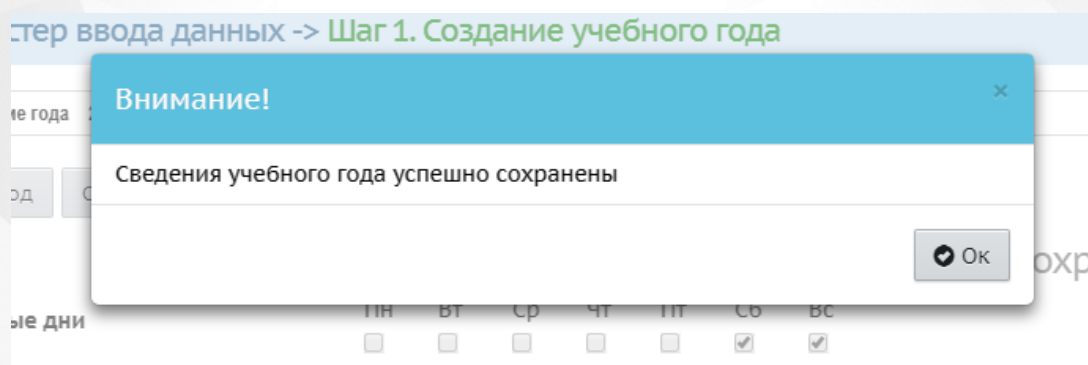 стер ввода данных -> Шаг 1. Создание учебного года
Внимание! ×
ие года
Сведения учебного года успешно сохранены
од С
Ок
охр
ые дни
Пн Вт Ср Чт Пт Сб Вс